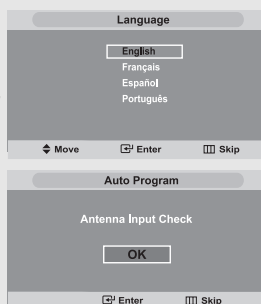 Language
English
Français
Español
Português
Move Enter Skip
Auto Program
Antenna Input Check
OK
Enter Skip